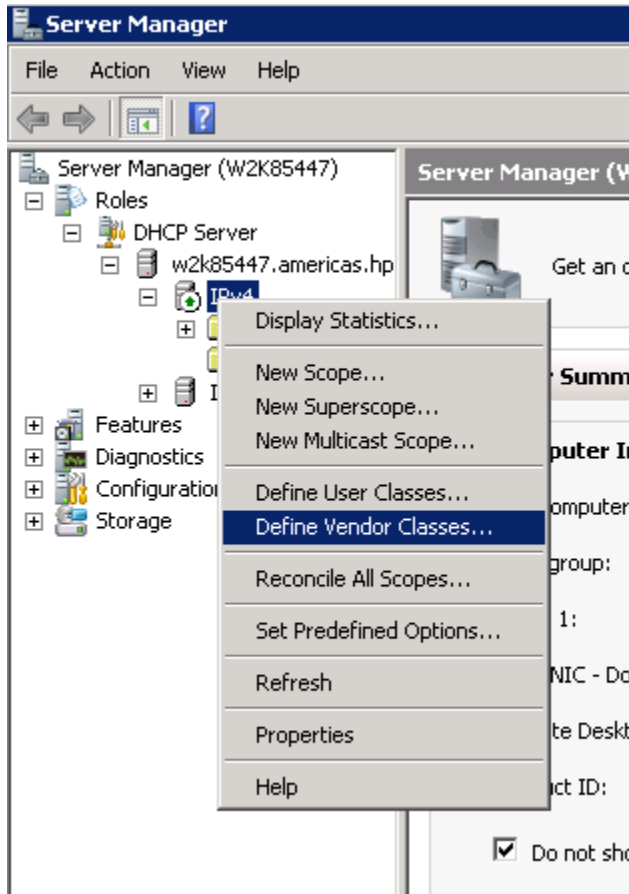 Server Manager
File Action View Help
Server Manager (W2K85447)
Server Manager (
Roles
DHCP Server
w2k85447.americas.hp
Get an
IPv4
Display Statistics...
New Scope...
New Superscope...
New Multicast Scope...
Define User Classes...
Define Vendor Classes...
Reconcile All Scopes...
Set Predefined Options...
Refresh
Properties
Help
Features
Diagnostics
Configuration
Storage
Summ
puter I
omputer
group:
1:
NIC - Do
te Deskt
ct ID:
Do not sho